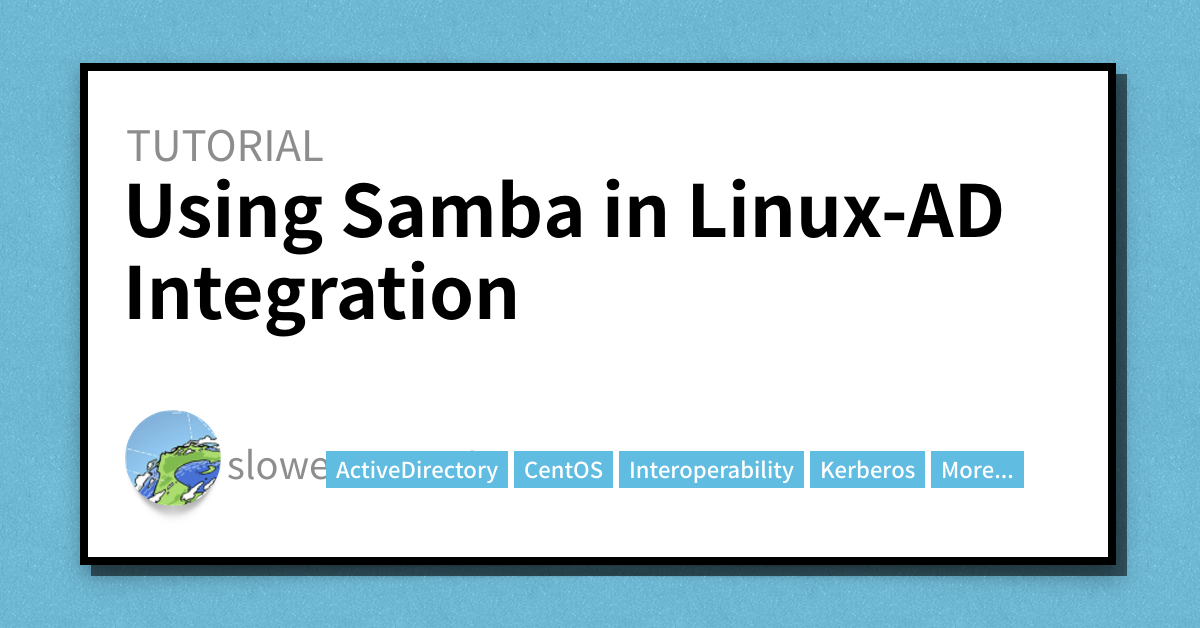 TUTORIAL
Using Samba in Linux-AD
Integration
ActiveDirectory CentOS Interoperability Kerberos More...